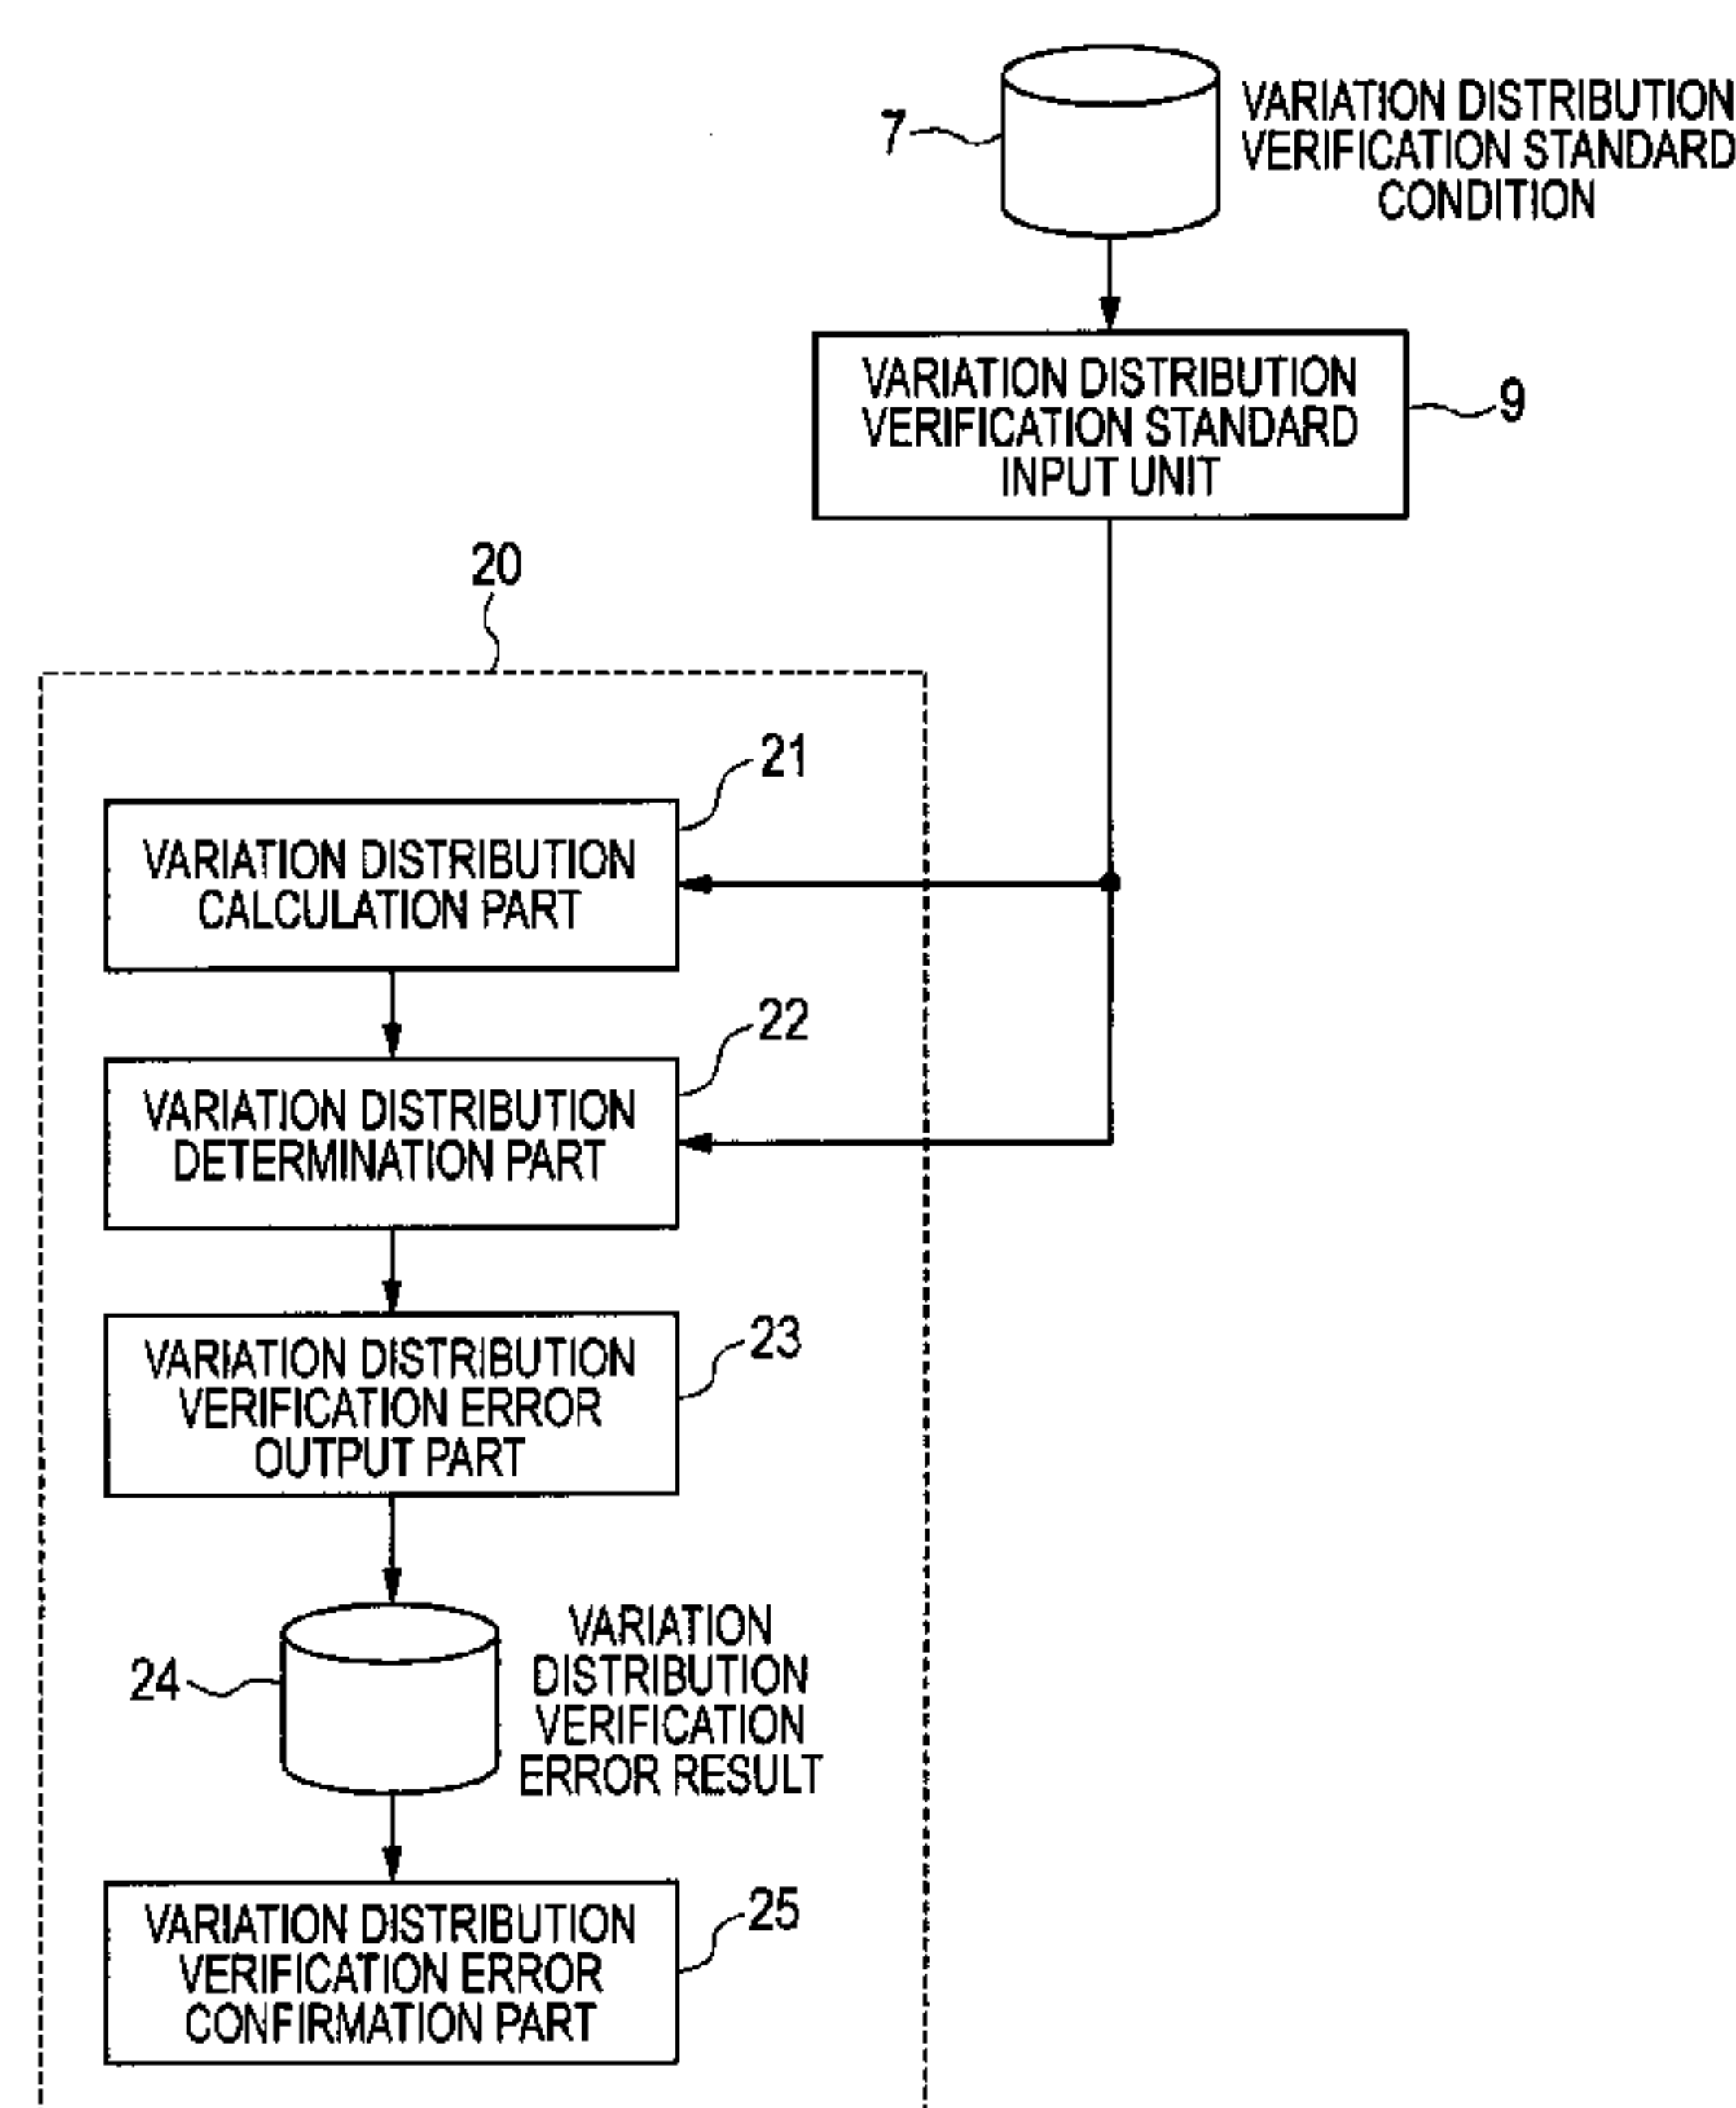 7
VARIATION DISTRIBUTION
VERIFICATION STANDARD
CONDITION
VARIATION DISTRIBUTION
VERIFICATION STANDARD
INPUT UNIT
9
20
21
VARIATION DISTRIBUTION
CALCULATION PART
22
VARIATION DISTRIBUTION
DETERMINATION PART
23
VARIATION DISTRIBUTION
VERIFICATION ERROR
OUTPUT PART
24
VARIATION
DISTRIBUTION
VERIFICATION
ERROR RESULT
25
VARIATION DISTRIBUTION
VERIFICATION ERROR
CONFIRMATION PART